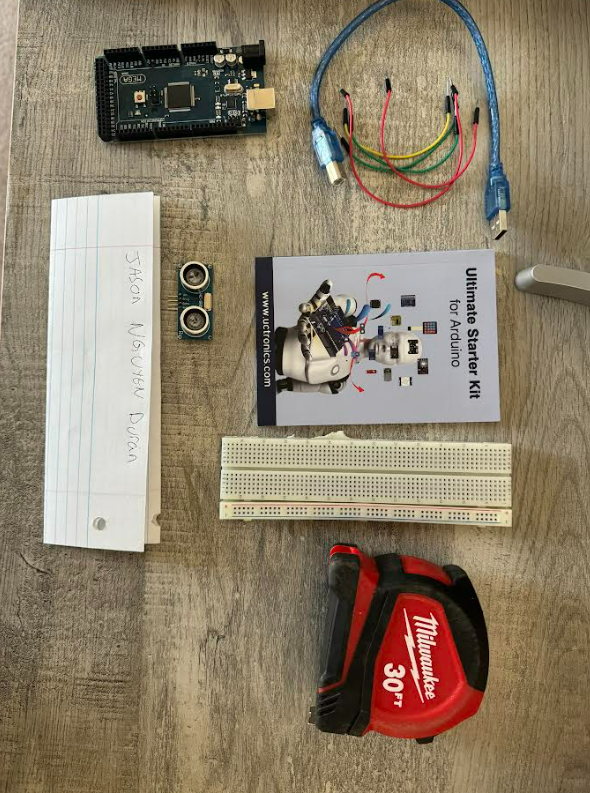 MEGA
JASON NGUYEN Duran
Ultimate Starter Kit
for Arduino
www.uctronics.com
Milwaukee
30FT